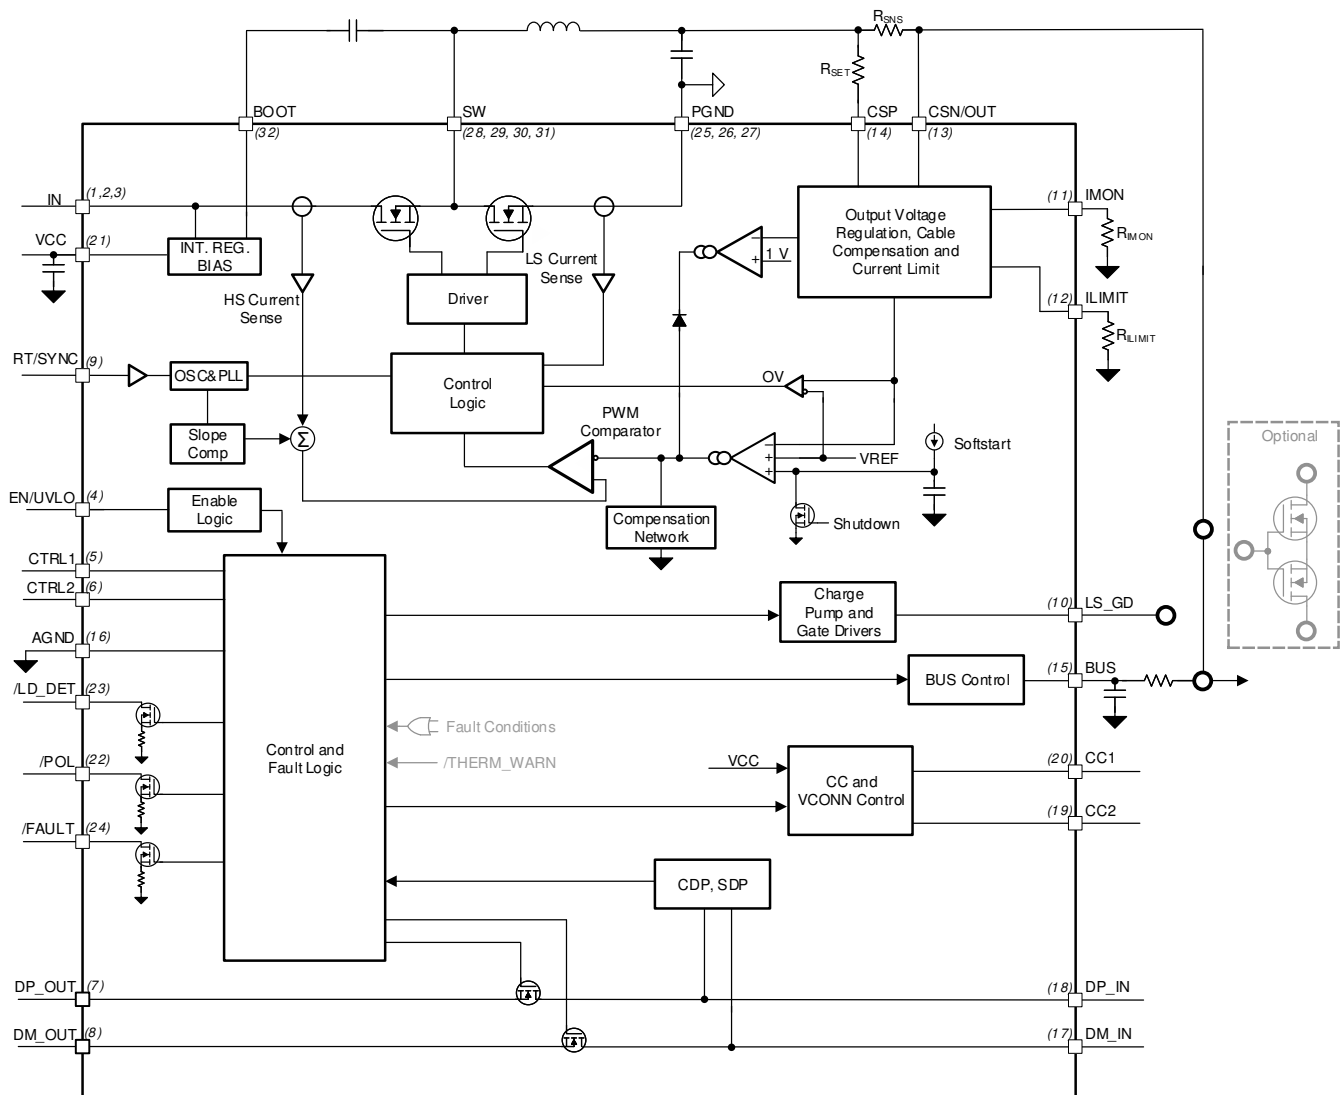 R_SNS
R_SET
BOOT
(32)
SW
(28, 29, 30, 31)
PGND
(25, 26, 27)
CSP
(14)
CSN/OUT
(13)
IN
(1,2,3)
VCC
(21)
INT. REG.
BIAS
HS Current
Sense
LS Current
Sense
Driver
1 V
Output Voltage
Regulation, Cable
Compensation and
Current Limit
(11)
IMON
R_IMON
(12)
ILIMIT
R_ILIMIT
RT/SYNC
(9)
OSC&PLL
Slope
Comp
Σ
Control
Logic
OV
PWM
Comparator
VREF
Softstart
Shutdown
Compensation
Network
Optional
EN/UVLO
(4)
Enable
Logic
CTRL1
(5)
CTRL2
(6)
AGND
(16)
/LD_DET
(23)
/POL
(22)
/FAULT
(24)
Control and
Fault Logic
Charge
Pump and
Gate Drivers
(10)
LS_GD
BUS Control
(15)
BUS
Fault Conditions
/THERM_WARN
VCC
CC and
VCONN Control
(20)
CC1
(19)
CC2
CDP, SDP
DP_OUT
(7)
(18)
DP_IN
DM_OUT
(8)
(17)
DM_IN